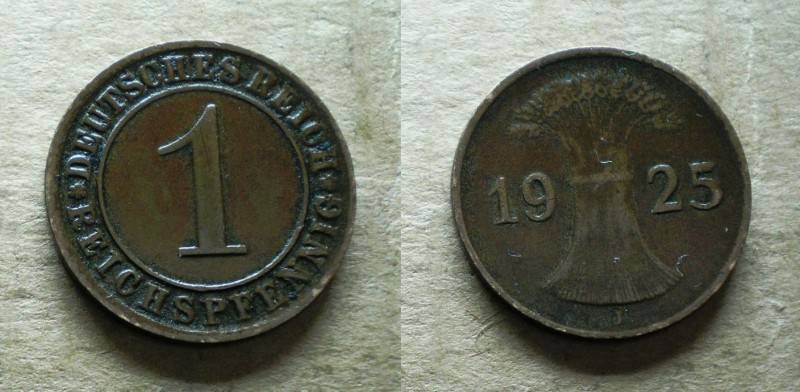 DEUTSCHES REICH
1
REICHSPFENNIG
19 25
J